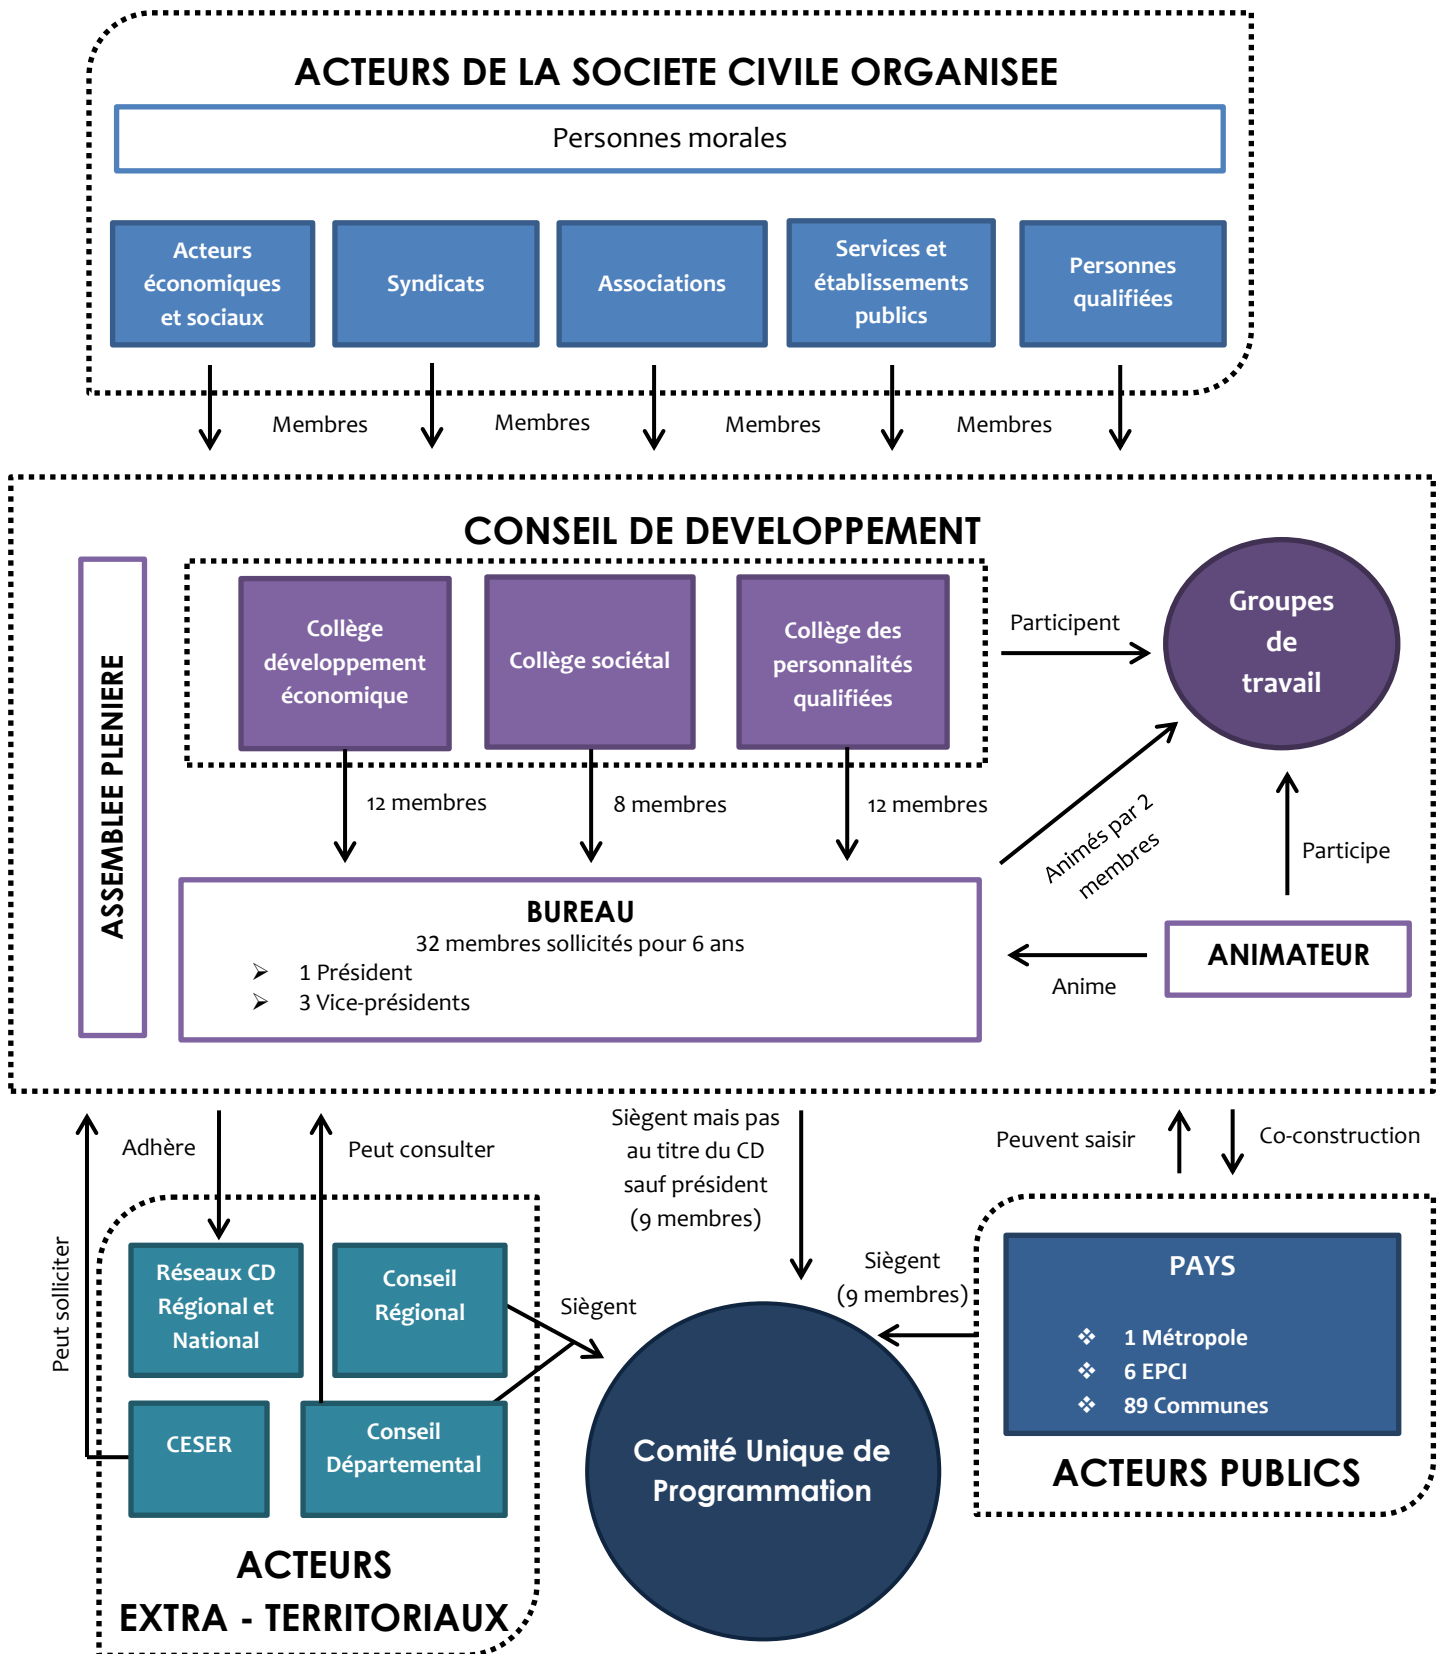 ACTEURS DE LA SOCIETE CIVILE ORGANISEE
Personnes morales
Acteurs
économiques
et sociaux
Syndicats
Associations
Services et
établissements
publics
Personnes
qualifiées
Membres
Membres
Membres
Membres
CONSEIL DE DEVELOPPEMENT
ASSEMBLEE PLENIERE
Collège
développement
économique
Collège sociétal
Collège des
personnalités
qualifiées
Participent
Groupes
de
travail
12 membres
8 membres
12 membres
Animés par 2
membres
Participe
BUREAU
32 membres sollicités pour 6 ans
➢ 1 Président
➢ 3 Vice-présidents
Anime
ANIMATEUR
Peut solliciter
Adhère
Peut consulter
Siègent mais pas
au titre du CD
sauf président
(9 membres)
Peuvent saisir
Co-construction
Réseaux CD
Régional et
National
Conseil
Régional
CESER
Conseil
Départemental
ACTEURS
EXTRA - TERRITORIAUX
Siègent
Siègent
(9 membres)
Comité Unique de
Programmation
PAYS
❖ 1 Métropole
❖ 6 EPCI
❖ 89 Communes
ACTEURS PUBLICS